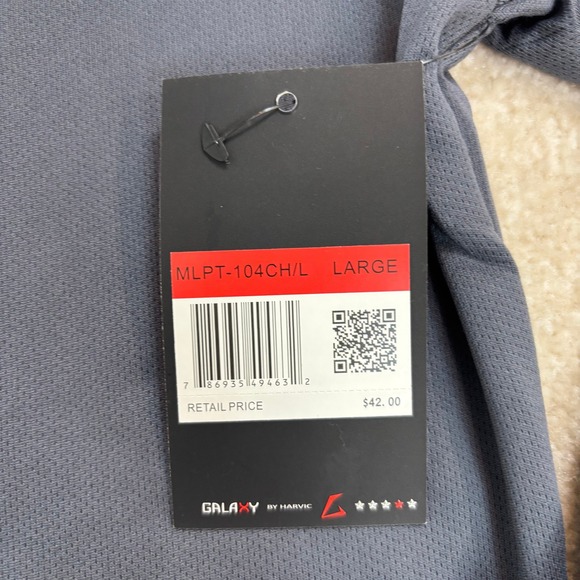 MLPT-104CH/L LARGE
7 86935 49463 2
RETAIL PRICE $42.00
GALAXY BY HARVIC